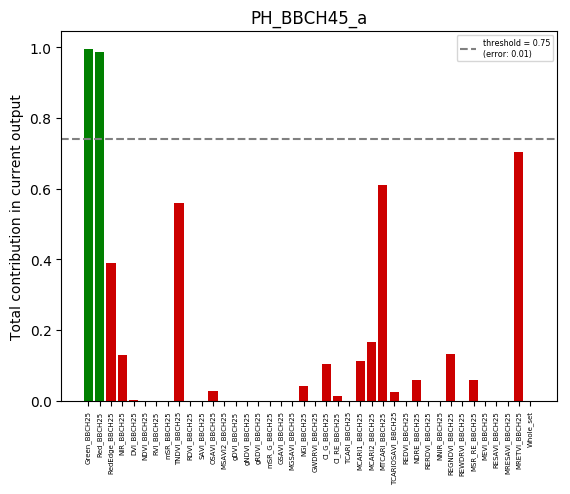 PH_BBCH45_a
threshold = 0.75
(error: 0.01)
Total contribution in current output
1.0
0.8
0.6
0.4
0.2
0.0
Green_BBCH25
Red_BBCH25
RedEdge_BBCH25
NIR_BBCH25
DVI_BBCH25
NDVI_BBCH25
RVI_BBCH25
mSR_BBCH25
TNDVI_BBCH25
RDVI_BBCH25
SAVI_BBCH25
OSAVI_BBCH25
MSAVI2_BBCH25
gDVI_BBCH25
gNDVI_BBCH25
gRDVI_BBCH25
mSR_G_BBCH25
GSAVI_BBCH25
MGSAVI_BBCH25
NGI_BBCH25
GWDRVI_BBCH25
CI_G_BBCH25
CI_RE_BBCH25
TCARI_BBCH25
MCARI1_BBCH25
MCARI2_BBCH25
MTCARI_BBCH25
TCARIOSAVI_BBCH25
REDVI_BBCH25
NDRE_BBCH25
RERDVI_BBCH25
NNIR_BBCH25
REGNDVI_BBCH25
REWDRVI_BBCH25
MSR_RE_BBCH25
MEVI_BBCH25
RESAVI_BBCH25
MRESAVI_BBCH25
MRETVI_BBCH25
Whole_set